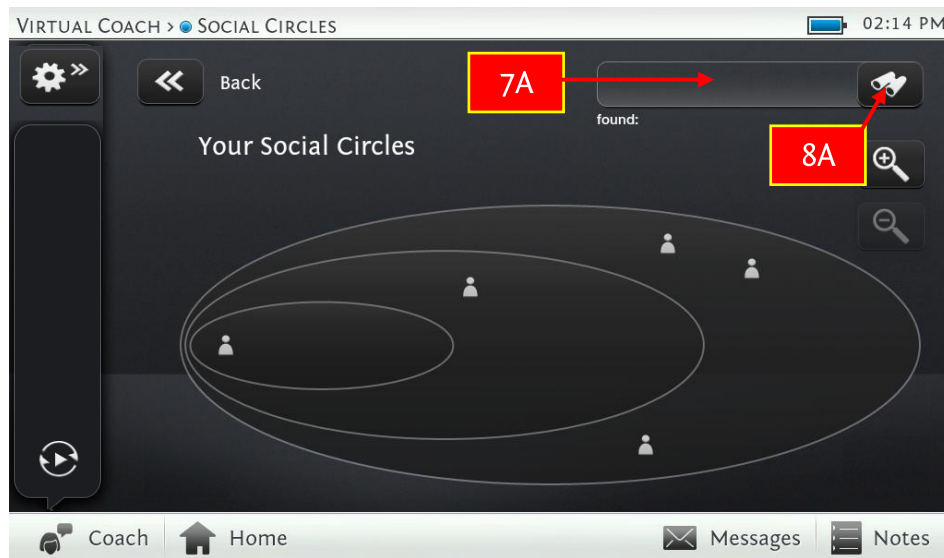 VIRTUAL COACH > SOCIAL CIRCLES 02:14 PM
Back
7A
found:
Your Social Circles
8A
Coach Home Messages Notes